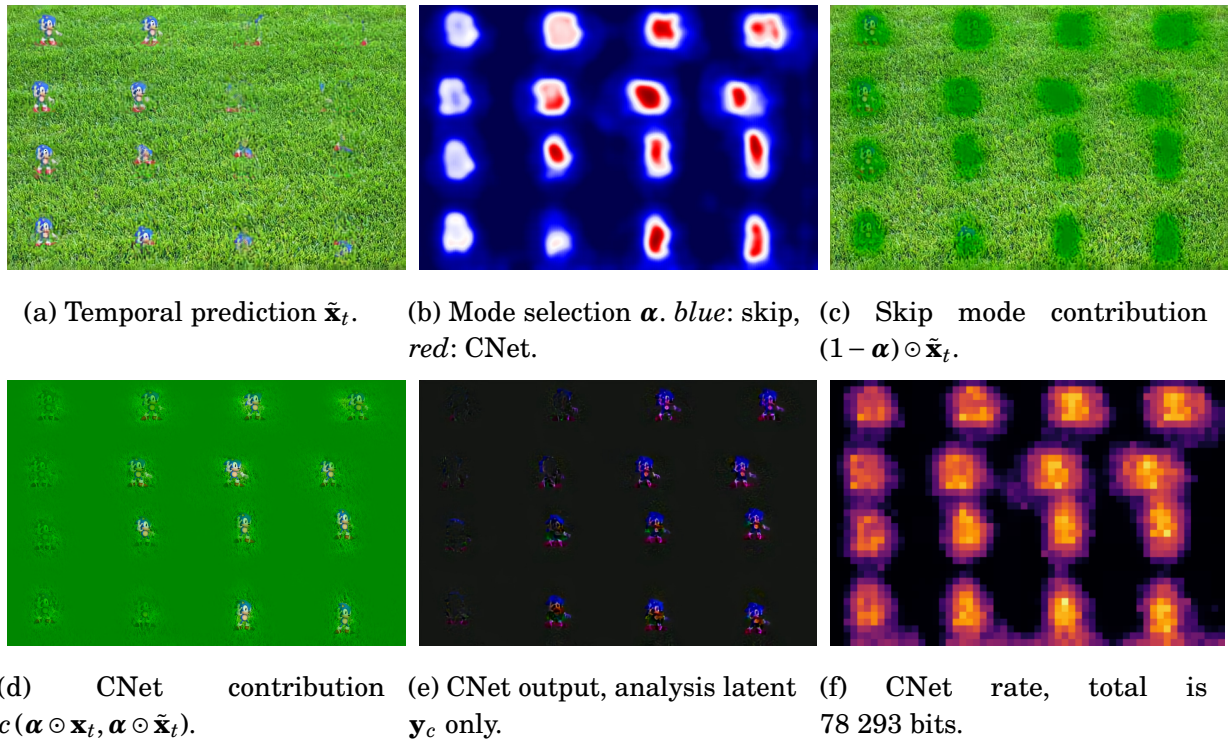 (a) Temporal prediction x̃ₜ.
(b) Mode selection α. blue: skip,
red: CNet.
(c) Skip mode contribution
(1 − α) ⊙ x̃ₜ.
(d) CNet contribution
c(α ⊙ xₜ, α ⊙ x̃ₜ).
(e) CNet output, analysis latent
y_c only.
(f) CNet rate, total is
78 293 bits.